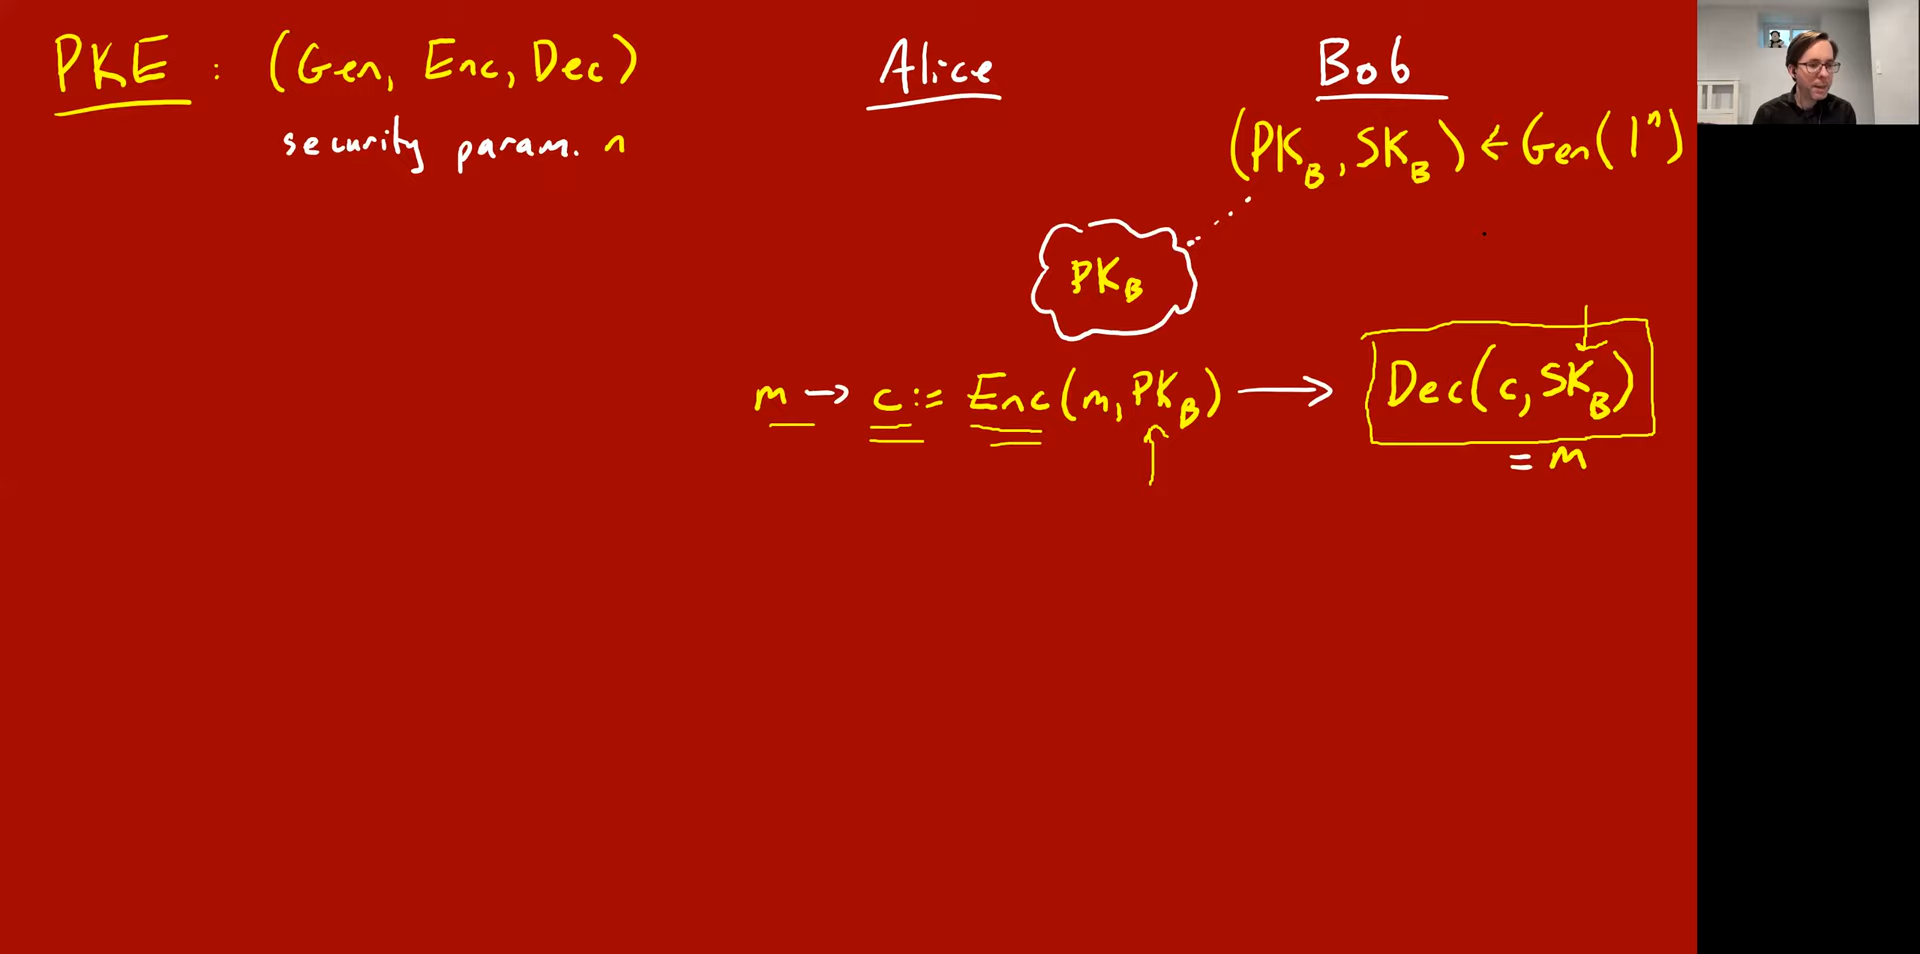 PKE : (Gen, Enc, Dec)
security param. n
Alice
Bob
(PK_B, SK_B) ← Gen(1^n)
PK_B
m → c := Enc(m, PK_B) → Dec(c, SK_B)
= m